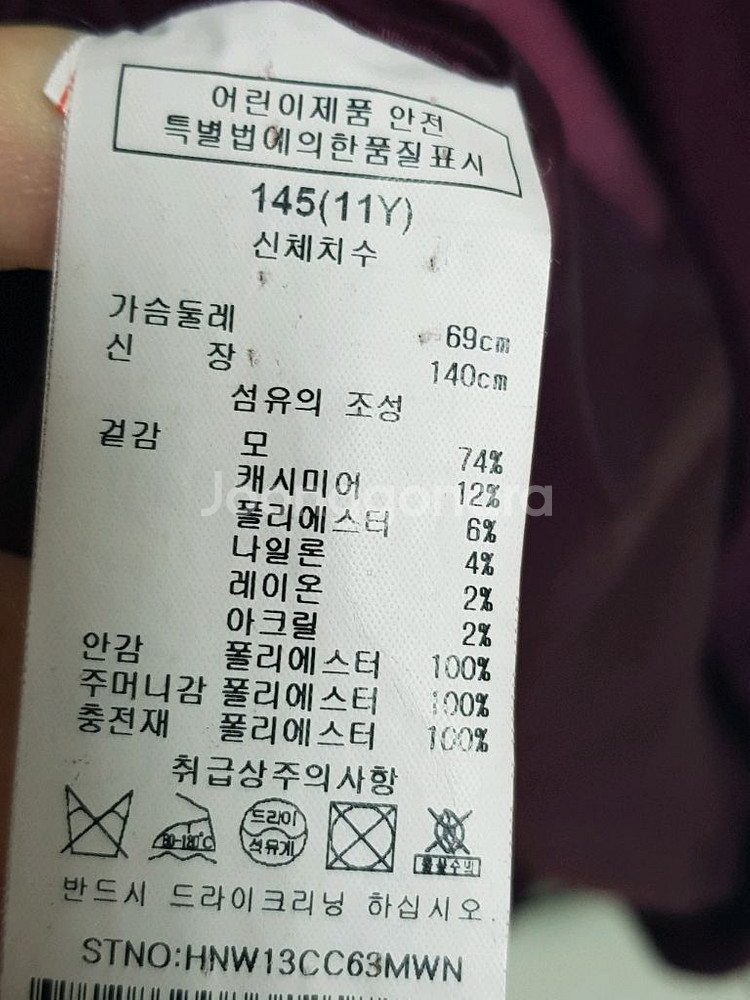 어린이제품 안전
특별법에의한품질표시
145(11Y)
신체치수
가슴둘레 69cm
신 장 140cm
섬유의 조성
겉감 모 74%
캐시미어 12%
폴리에스터 6%
나일론 4%
레이온 2%
아크릴 2%
안감 폴리에스터 100%
주머니감 폴리에스터 100%
충전재 폴리에스터 100%
취급상주의사항
80-180℃ 드라이
석유계
반드시 드라이크리닝 하십시오.
STNO:HNW13CC63MWN
Joonggonara